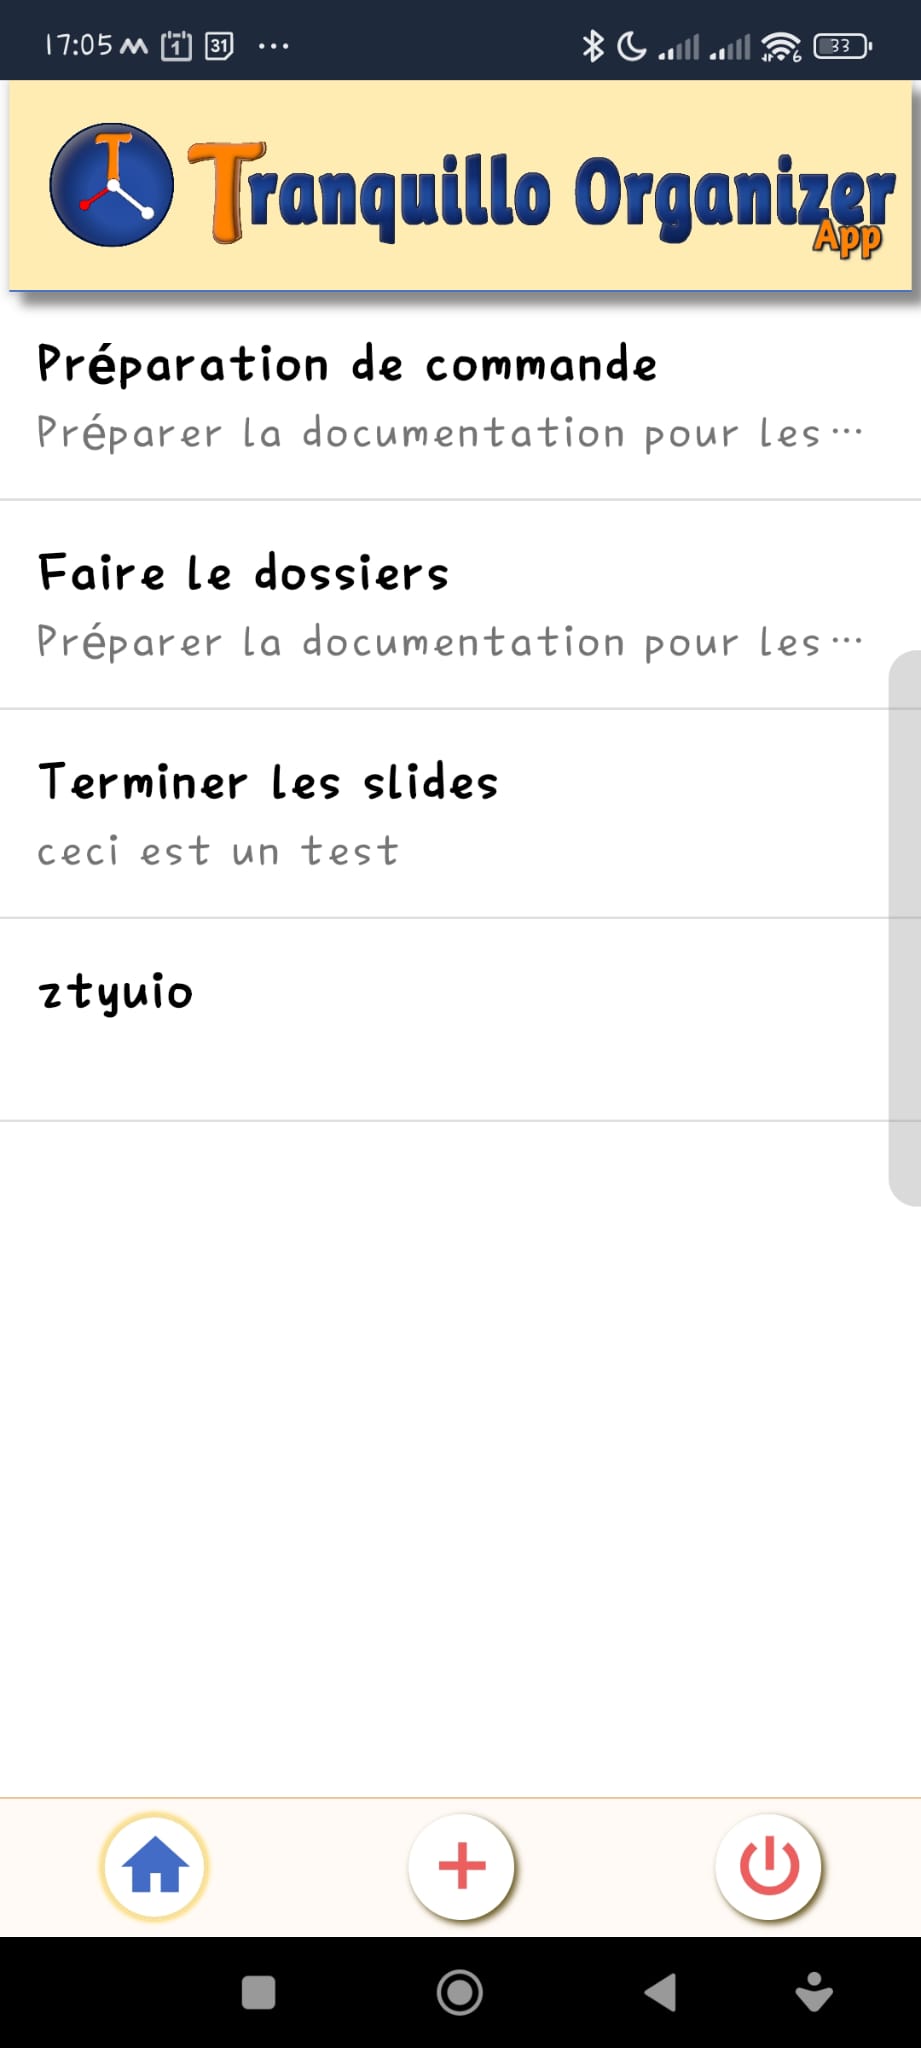 17:05 1 31 ... 6 33
T Tranquillo Organizer
App
Préparation de commande
Préparer la documentation pour les...
Faire le dossiers
Préparer la documentation pour les...
Terminer les slides
ceci est un test
ztyuio